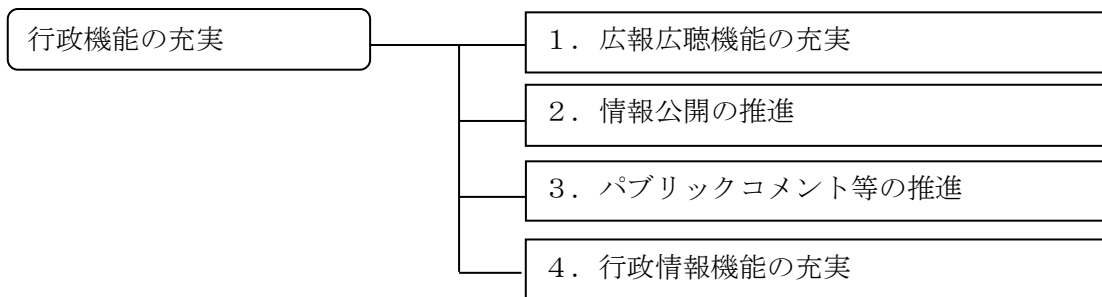 行政機能の充実
１．広報広聴機能の充実
２．情報公開の推進
３．パブリックコメント等の推進
４．行政情報機能の充実